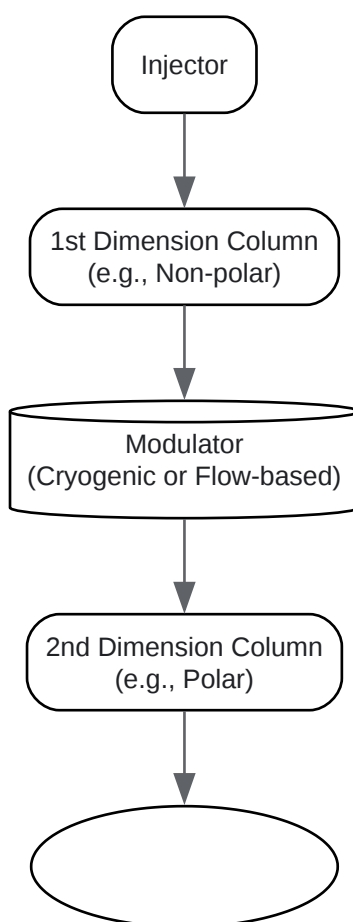 Injector
1st Dimension Column
(e.g., Non-polar)
Modulator
(Cryogenic or Flow-based)
2nd Dimension Column
(e.g., Polar)